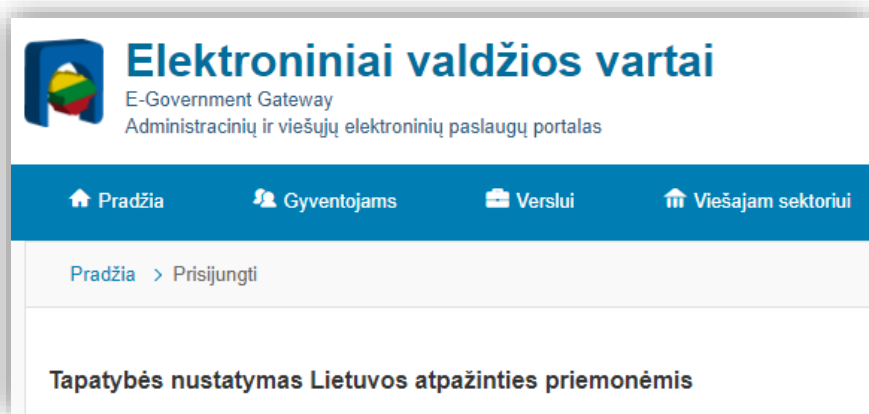 Elektroniniai valdžios vartai
E-Government Gateway
Administracinių ir viešųjų elektroninių paslaugų portalas
Pradžia Gyventojams Verslui Viešajam sektoriui
Pradžia > Prisijungti
Tapatybės nustatymas Lietuvos atpažinties priemonėmis